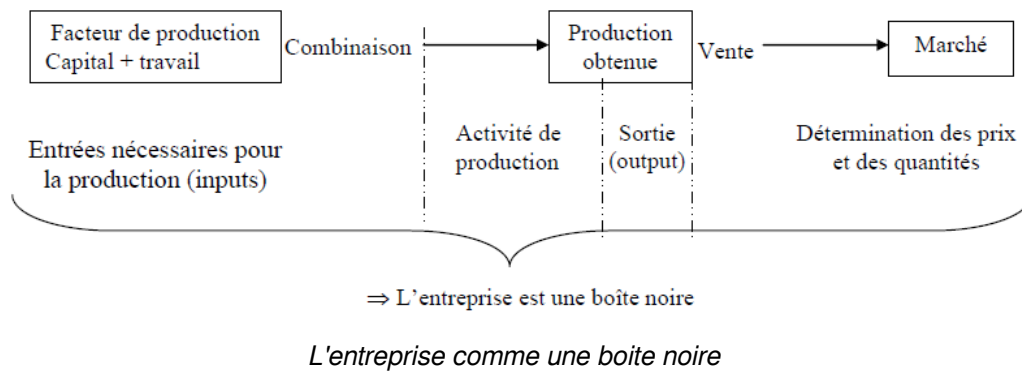 Facteur de production
Capital + travail
Combinaison
Production
obtenue
Vente
Marché
Entrées nécessaires pour
la production (inputs)
Activité de
production
Sortie
(output)
Détermination des prix
et des quantités
⇒ L'entreprise est une boîte noire
L'entreprise comme une boite noire